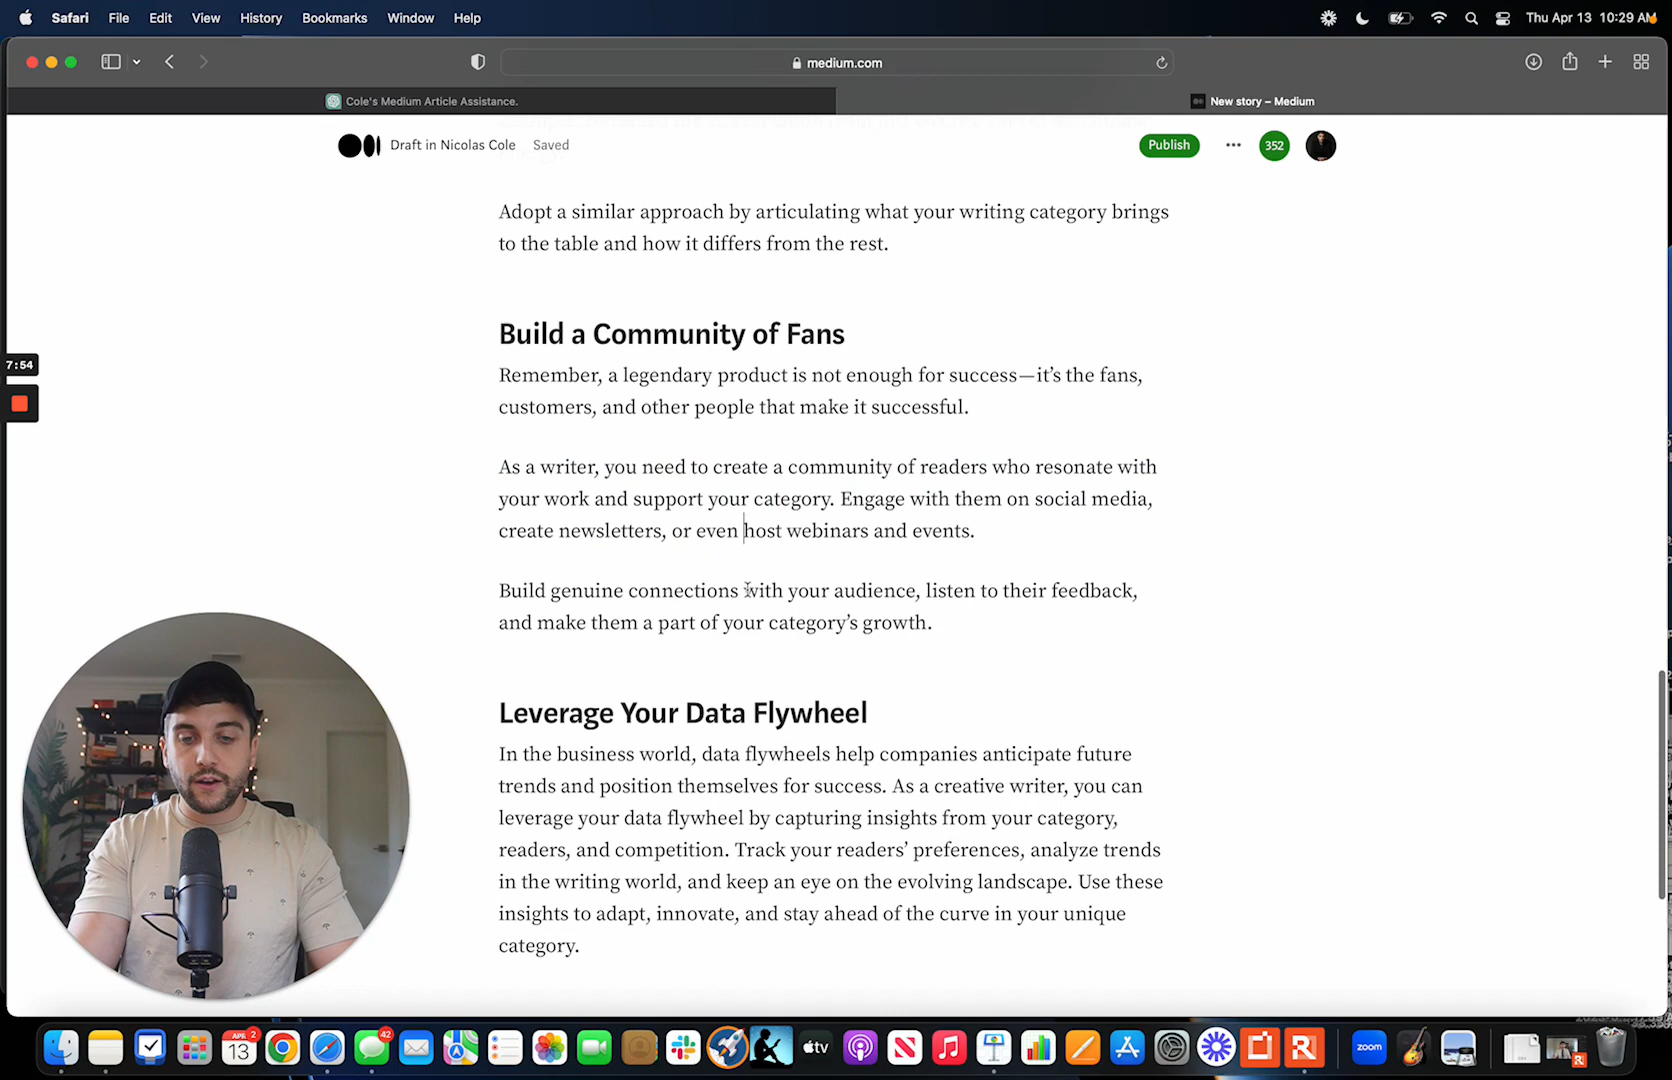 Safari File Edit View History Bookmarks Window Help Thu Apr 13 10:29 AM
medium.com
Cole's Medium Article Assistance. New story – Medium
Draft in Nicolas Cole Saved Publish 352
Adopt a similar approach by articulating what your writing category brings
to the table and how it differs from the rest.
Build a Community of Fans
7:54
Remember, a legendary product is not enough for success—it's the fans,
customers, and other people that make it successful.
As a writer, you need to create a community of readers who resonate with
your work and support your category. Engage with them on social media,
create newsletters, or even host webinars and events.
Build genuine connections with your audience, listen to their feedback,
and make them a part of your category's growth.
Leverage Your Data Flywheel
In the business world, data flywheels help companies anticipate future
trends and position themselves for success. As a creative writer, you can
leverage your data flywheel by capturing insights from your category,
readers, and competition. Track your readers' preferences, analyze trends
in the writing world, and keep an eye on the evolving landscape. Use these
insights to adapt, innovate, and stay ahead of the curve in your unique
category.
APR 2 42
13 tv zoom